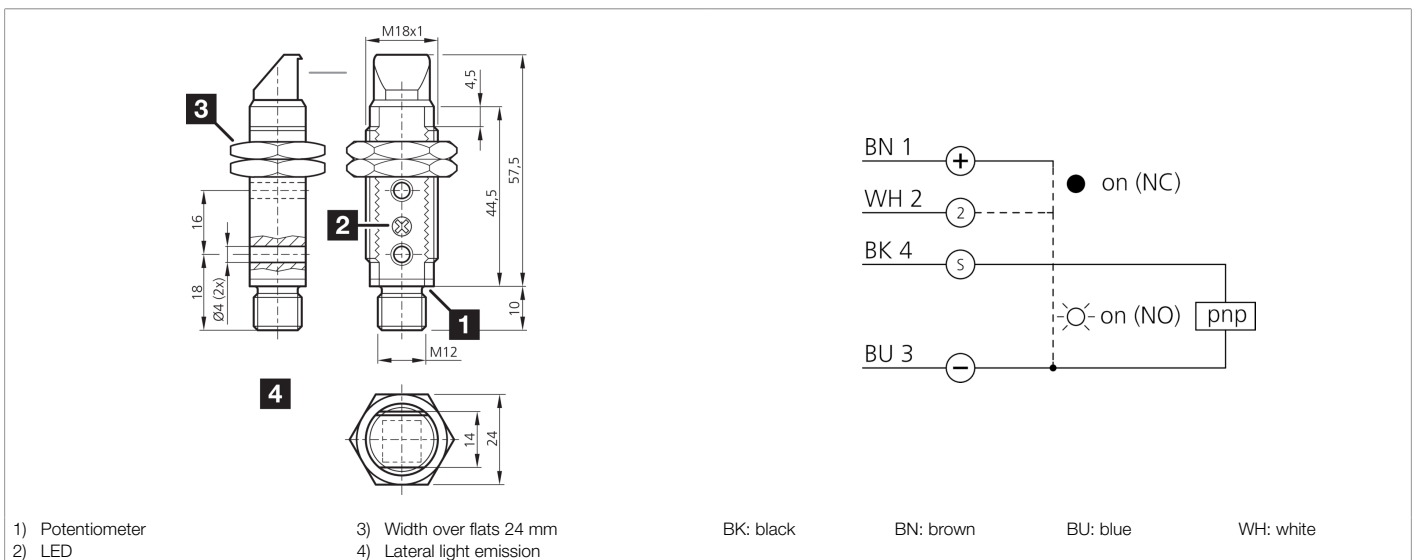 M18x1
4,5
3
57,5
44,5
16
2
18
Ø4 (2x)
10
1
M12
4
14
24
BN 1
+
on (NC)
WH 2
2
BK 4
S
on (NO)
pnp
BU 3
−
1) Potentiometer
2) LED
3) Width over flats 24 mm
4) Lateral light emission
BK: black
BN: brown
BU: blue
WH: white